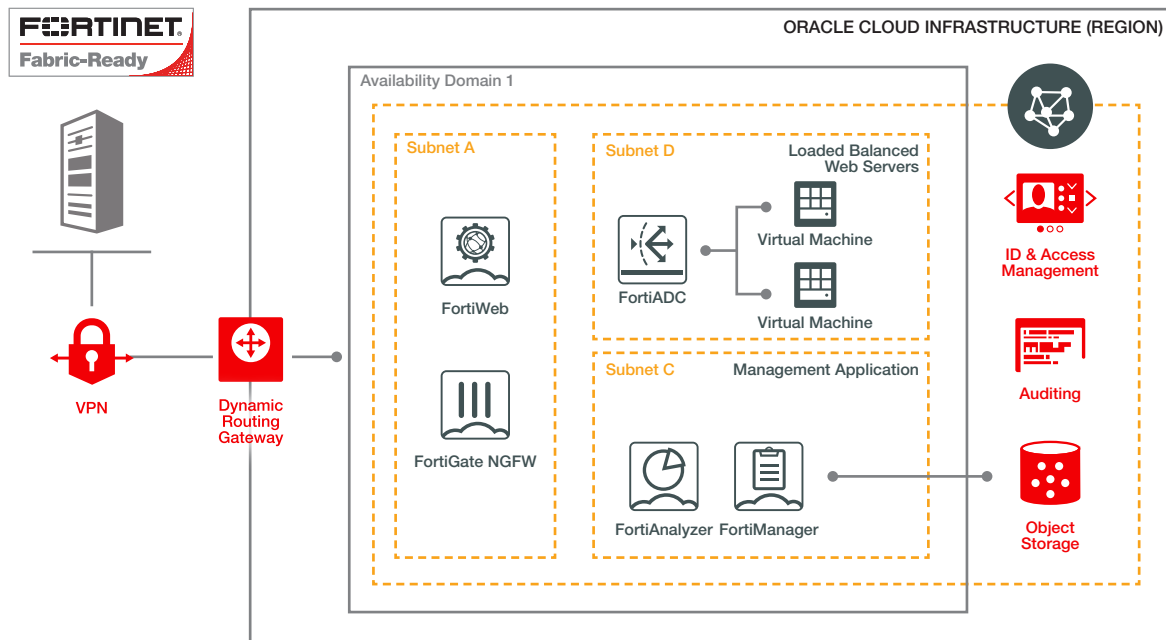 FORTINET
Fabric-Ready
ORACLE CLOUD INFRASTRUCTURE (REGION)
Availability Domain 1
Subnet A
FortiWeb
FortiGate NGFW
Subnet D
Loaded Balanced
Web Servers
FortiADC
Virtual Machine
Virtual Machine
Subnet C
Management Application
FortiAnalyzer
FortiManager
VPN
Dynamic
Routing
Gateway
ID & Access
Management
Auditing
Object
Storage